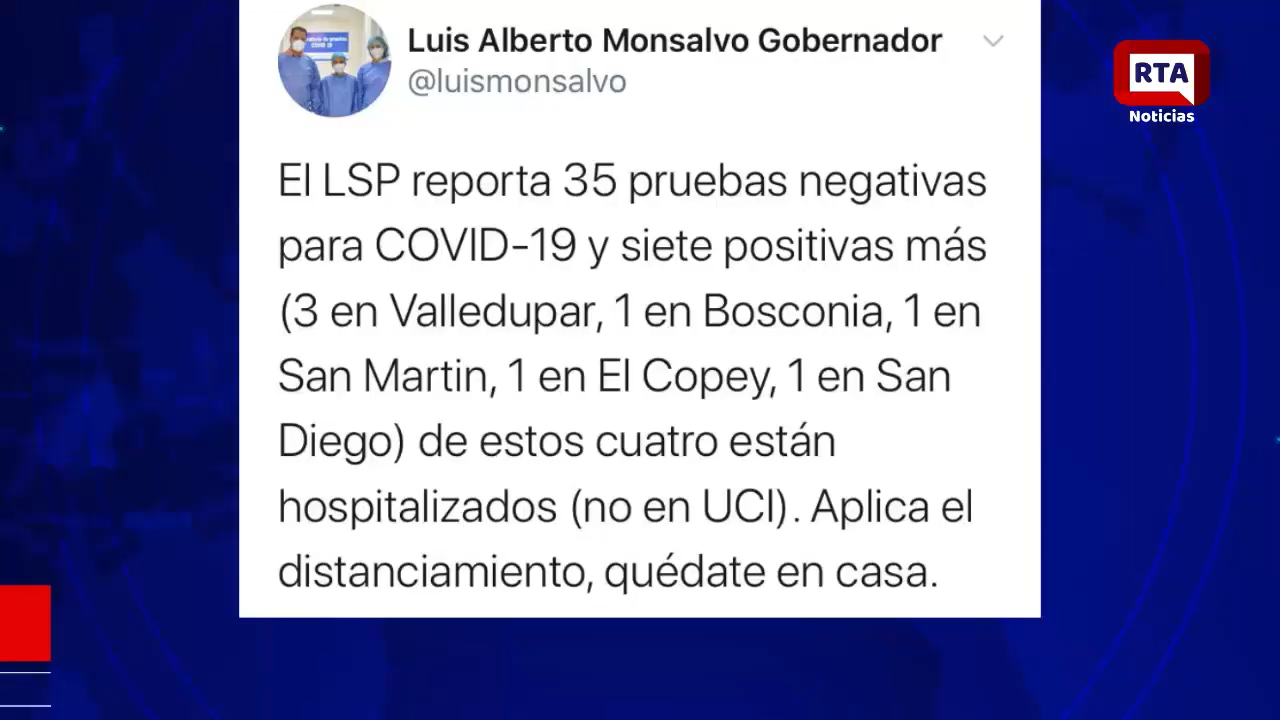 Luis Alberto Monsalvo Gobernador
@luismonsalvo
RTA
Noticias
El LSP reporta 35 pruebas negativas
para COVID-19 y siete positivas más
(3 en Valledupar, 1 en Bosconia, 1 en
San Martin, 1 en El Copey, 1 en San
Diego) de estos cuatro están
hospitalizados (no en UCI). Aplica el
distanciamiento, quédate en casa.